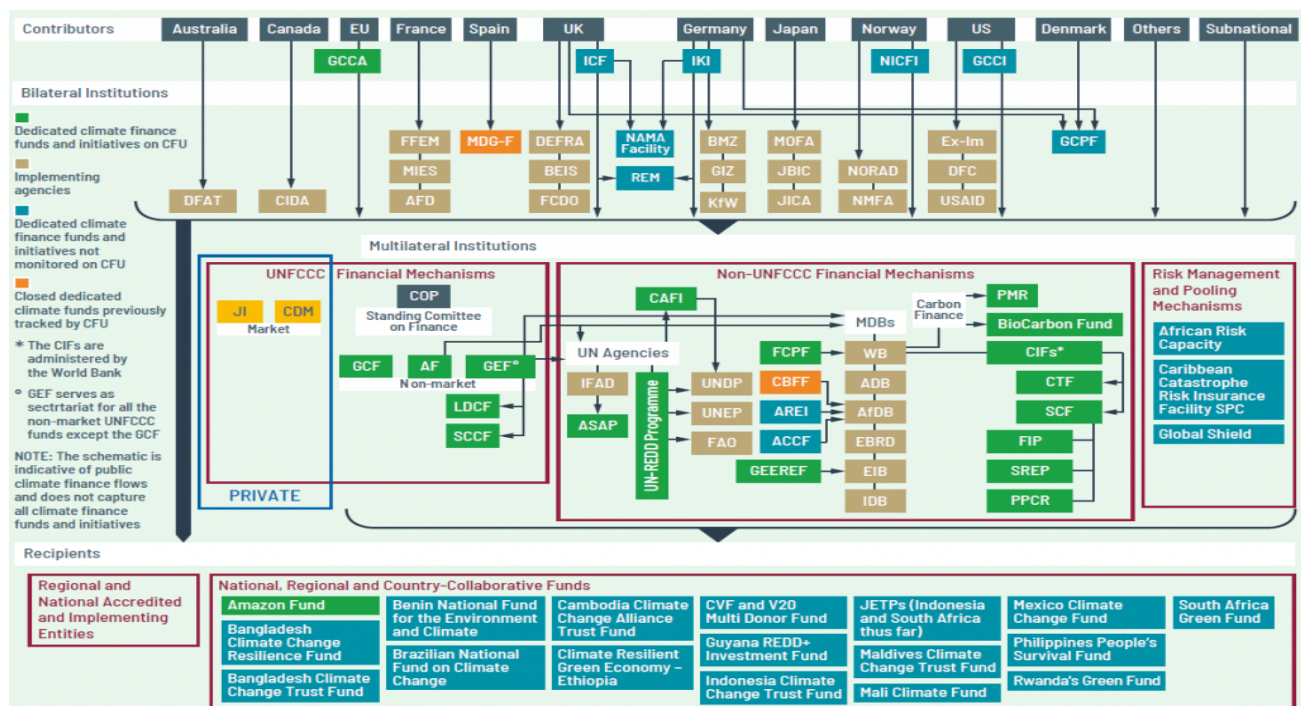 Contributors
Australia
Canada
EU
France
Spain
UK
Germany
Japan
Norway
US
Denmark
Others
Subnational
GCCA
ICF
IKI
NICFI
GCCI
Bilateral Institutions
Dedicated climate finance
funds and initiatives on CFU
Implementing
agencies
Dedicated climate
finance funds and
initiatives not
monitored on CFU
Closed dedicated
climate funds previously
tracked by CFU
* The CIFs are
administered by
the World Bank
° GEF serves as
sectrtariat for all the
non-market UNFCCC
funds except the GCF
NOTE: The schematic is
indicative of public
climate finance flows
and does not capture
all climate finance
funds and initiatives
FFEM
MIES
AFD
MDG-F
DEFRA
BEIS
FCDO
NAMA
Facility
REM
BMZ
GIZ
KfW
MOFA
JBIC
JICA
NORAD
NMFA
Ex-Im
DFC
USAID
GCPF
DFAT
CIDA
Multilateral Institutions
UNFCCC Financial Mechanisms
JI
CDM
Market
PRIVATE
COP
Standing Comittee
on Finance
GCF
AF
GEF°
Non-market
LDCF
SCCF
Non-UNFCCC Financial Mechanisms
CAFI
UN Agencies
IFAD
ASAP
UN-REDD Programme
UNDP
UNEP
FAO
FCPF
CBFF
AREI
ACCF
GEEREF
MDBs
WB
ADB
AfDB
EBRD
EIB
IDB
Carbon
Finance
PMR
BioCarbon Fund
CIFs*
CTF
SCF
FIP
SREP
PPCR
Risk Management
and Pooling
Mechanisms
African Risk
Capacity
Caribbean
Catastrophe
Risk Insurance
Facility SPC
Global Shield
Recipients
Regional and
National Accredited
and Implementing
Entities
National, Regional and Country-Collaborative Funds
Amazon Fund
Bangladesh
Climate Change
Resilience Fund
Bangladesh Climate
Change Trust Fund
Benin National Fund
for the Environment
and Climate
Brazilian National
Fund on Climate
Change
Cambodia Climate
Change Alliance
Trust Fund
Climate Resilient
Green Economy –
Ethiopia
CVF and V20
Multi Donor Fund
Guyana REDD+
Investment Fund
Indonesia Climate
Change Trust Fund
JETPs (Indonesia
and South Africa
thus far)
Maldives Climate
Change Trust Fund
Mali Climate Fund
Mexico Climate
Change Fund
Philippines People's
Survival Fund
Rwanda's Green Fund
South Africa
Green Fund